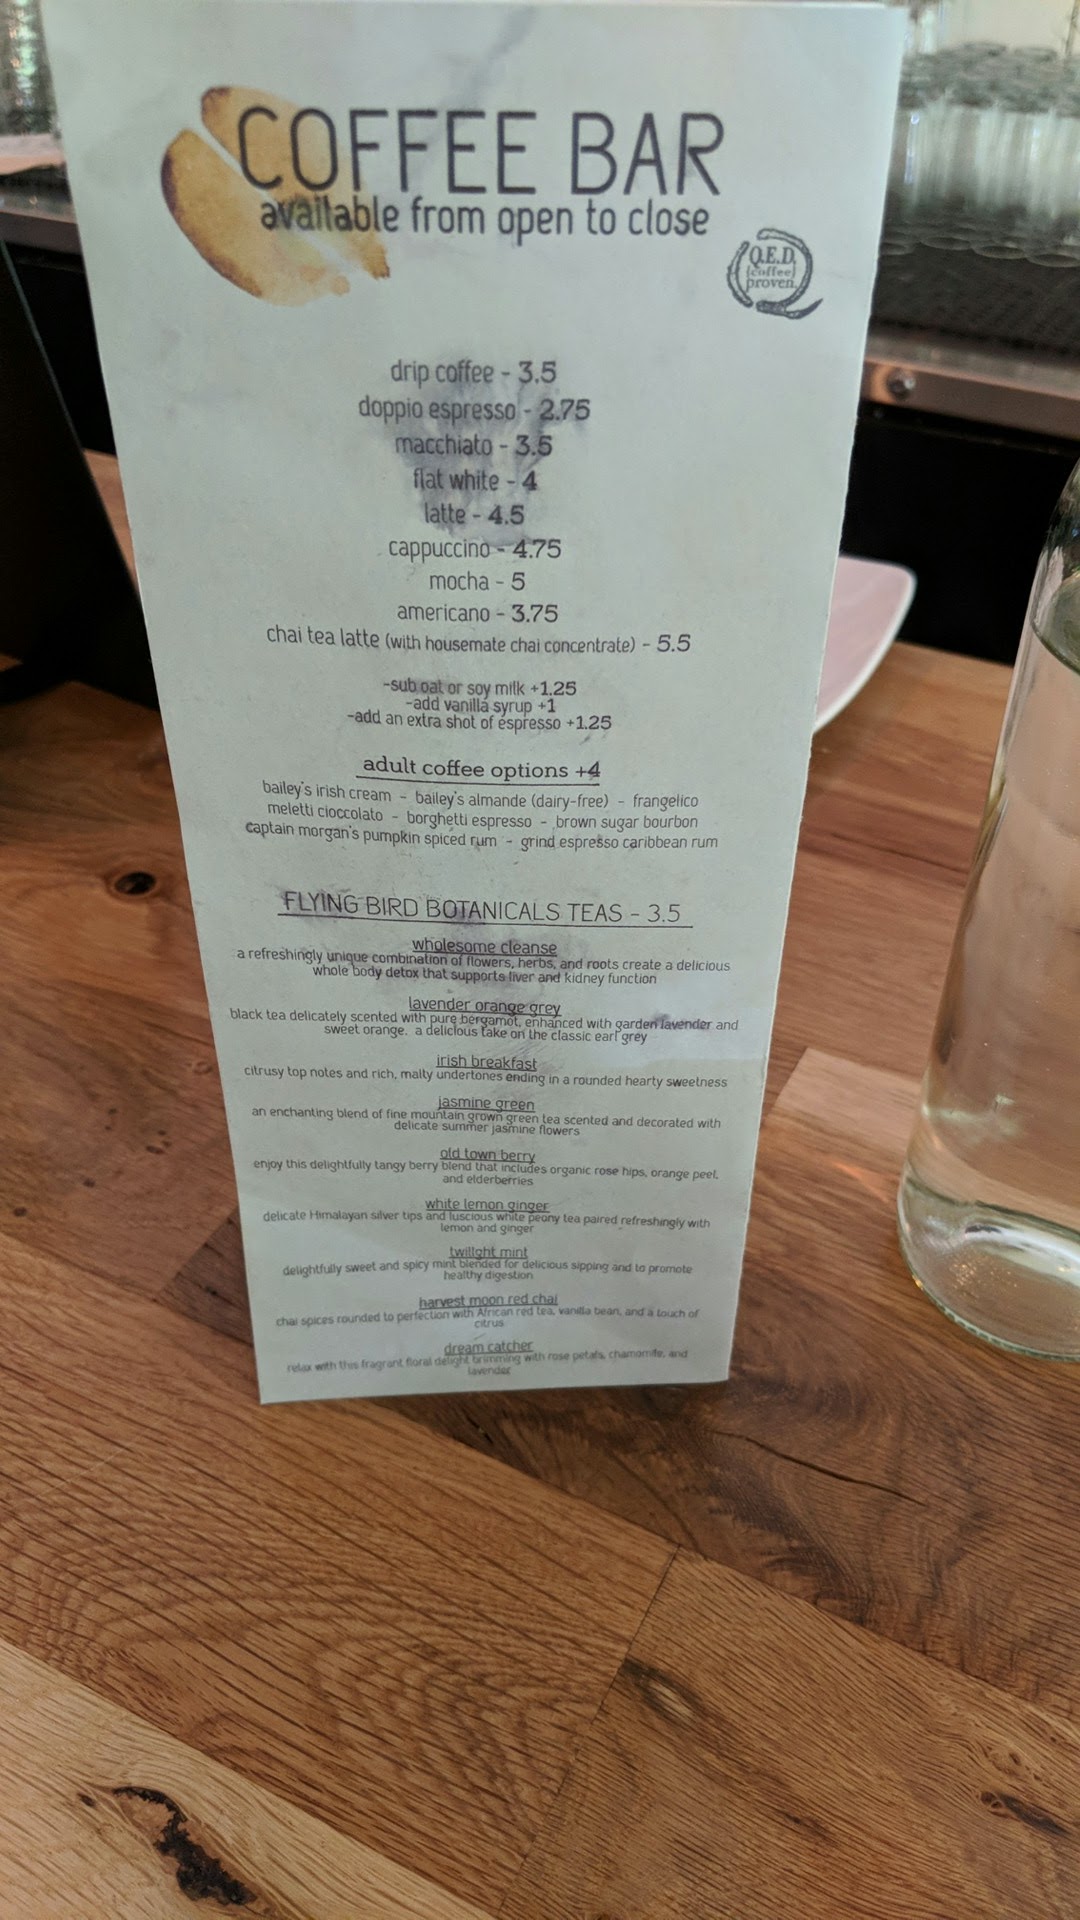 COFFEE BAR
available from open to close
Q.E.D.
{coffee}
proven.
drip coffee - 3.5
doppio espresso - 2.75
macchiato - 3.5
flat white - 4
latte - 4.5
cappuccino - 4.75
mocha - 5
americano - 3.75
chai tea latte (with housemate chai concentrate) - 5.5
-sub oat or soy milk +1.25
-add vanilla syrup +1
-add an extra shot of espresso +1.25
adult coffee options +4
bailey's irish cream - bailey's almande (dairy-free) - frangelico
meletti cioccolato - borghetti espresso - brown sugar bourbon
captain morgan's pumpkin spiced rum - grind espresso caribbean rum
FLYING BIRD BOTANICALS TEAS - 3.5
wholesome cleanse
a refreshingly unique combination of flowers, herbs, and roots create a delicious
whole body detox that supports liver and kidney function
lavender orange grey
black tea delicately scented with pure bergamot, enhanced with garden lavender and
sweet orange. a delicious take on the classic earl grey
irish breakfast
citrusy top notes and rich, malty undertones ending in a rounded hearty sweetness
jasmine green
an enchanting blend of fine mountain grown green tea scented and decorated with
delicate summer jasmine flowers
old town berry
enjoy this delightfully tangy berry blend that includes organic rose hips, orange peel,
and elderberries
white lemon ginger
delicate Himalayan silver tips and luscious white peony tea paired refreshingly with
lemon and ginger
twilight mint
delightfully sweet and spicy mint blended for delicious sipping and to promote
healthy digestion
harvest moon red chai
chai spices rounded to perfection with African red tea, vanilla bean, and a touch of
citrus
dream catcher
relax with this fragrant floral delight brimming with rose petals, chamomile, and
lavender